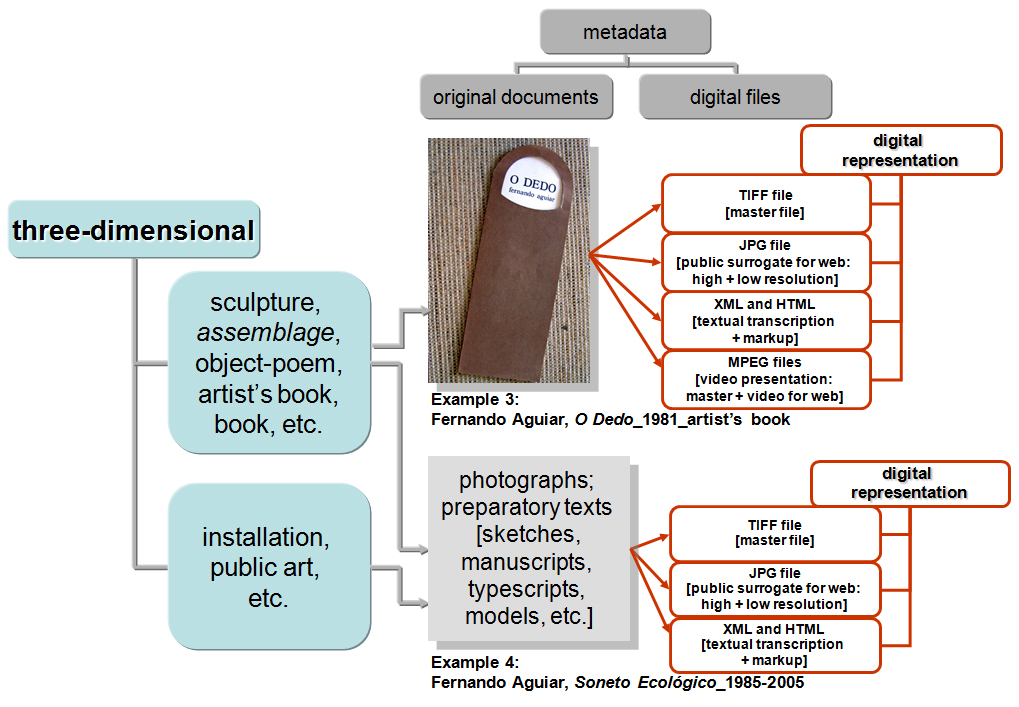 metadata
original documents
digital files
three-dimensional
sculpture,
assemblage,
object-poem,
artist's book,
book, etc.
installation,
public art,
etc.
O DEDO
fernando aguiar
Example 3:
Fernando Aguiar, O Dedo_1981_artist's book
digital
representation
TIFF file
[master file]
JPG file
[public surrogate for web:
high + low resolution]
XML and HTML
[textual transcription
+ markup]
MPEG files
[video presentation:
master + video for web]
photographs;
preparatory texts
[sketches,
manuscripts,
typescripts,
models, etc.]
Example 4:
Fernando Aguiar, Soneto Ecológico_1985-2005
digital
representation
TIFF file
[master file]
JPG file
[public surrogate for web:
high + low resolution]
XML and HTML
[textual transcription
+ markup]